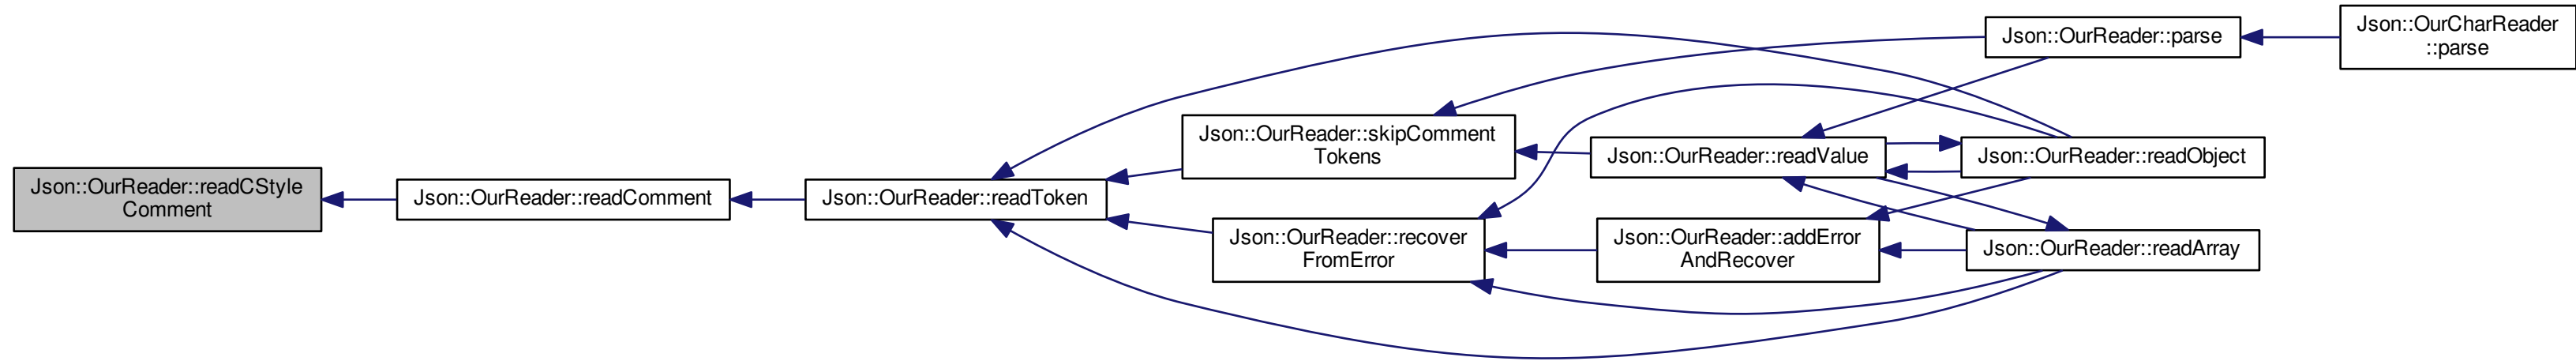 Json::OurReader::readCStyle
Comment
Json::OurReader::readComment
Json::OurReader::readToken
Json::OurReader::skipComment
Tokens
Json::OurReader::recover
FromError
Json::OurReader::readValue
Json::OurReader::addError
AndRecover
Json::OurReader::parse
Json::OurReader::readObject
Json::OurReader::readArray
Json::OurCharReader
::parse